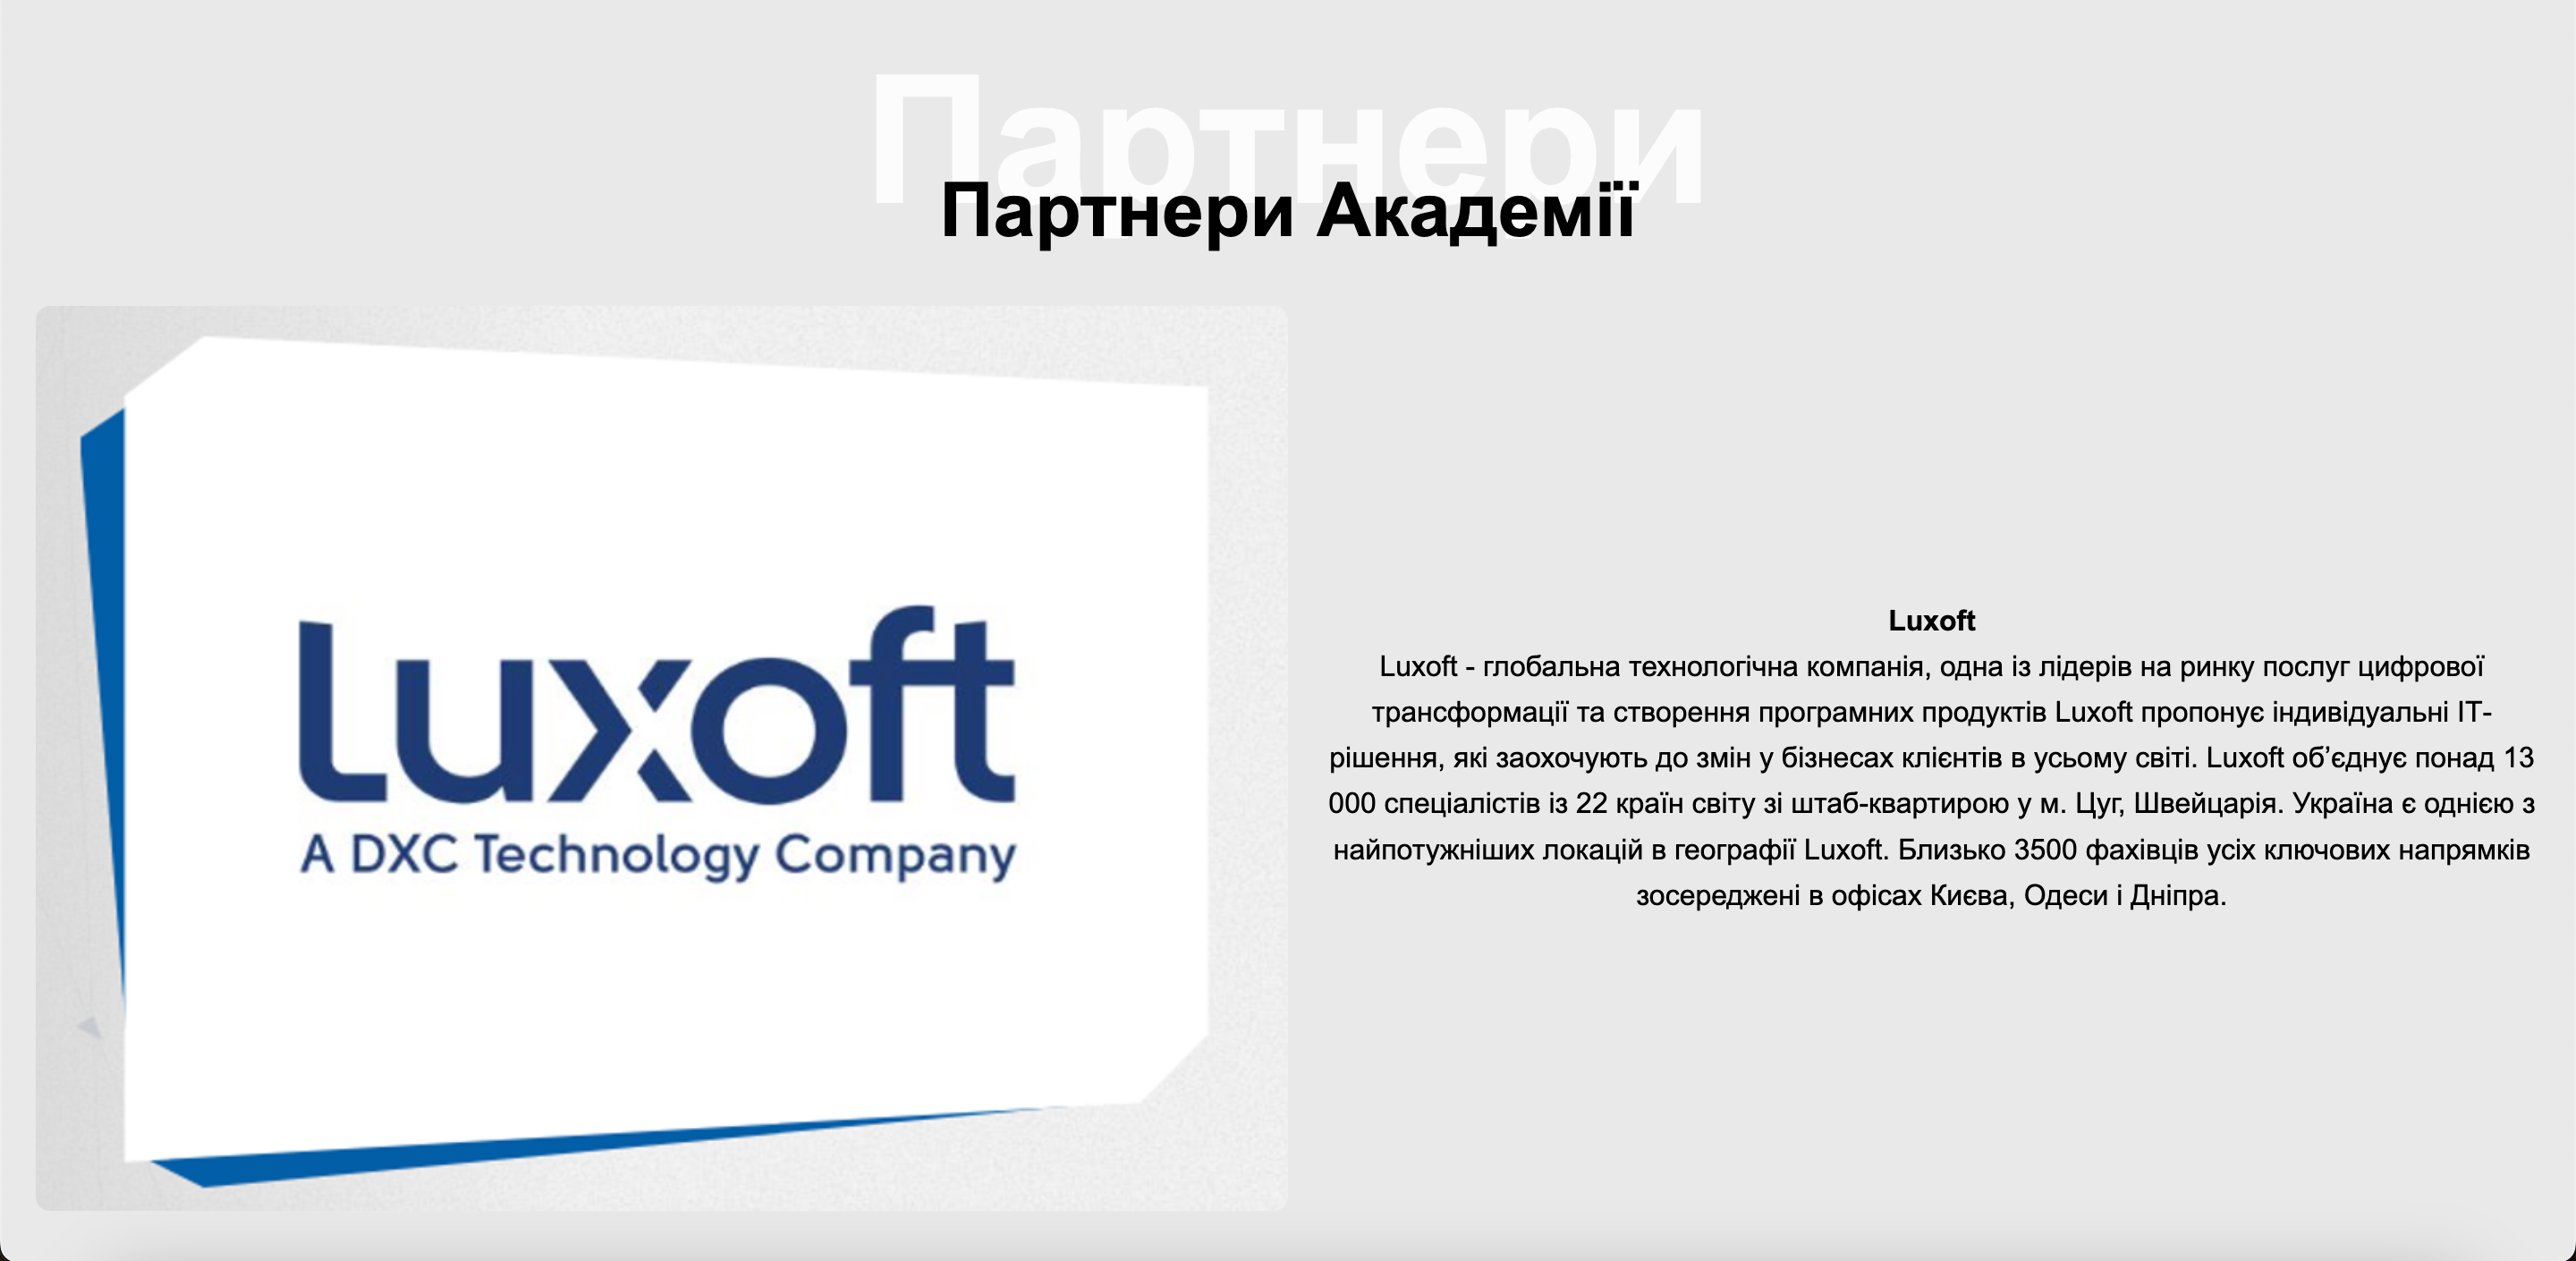 Партнери
Партнери Академії
Luxoft
A DXC Technology Company
Luxoft
Luxoft - глобальна технологічна компанія, одна із лідерів на ринку послуг цифрової
трансформації та створення програмних продуктів Luxoft пропонує індивідуальні ІТ-
рішення, які заохочують до змін у бізнесах клієнтів в усьому світі. Luxoft об’єднує понад 13
000 спеціалістів із 22 країн світу зі штаб-квартирою у м. Цуг, Швейцарія. Україна є однією з
найпотужніших локацій в географії Luxoft. Близько 3500 фахівців усіх ключових напрямків
зосереджені в офісах Києва, Одеси і Дніпра.